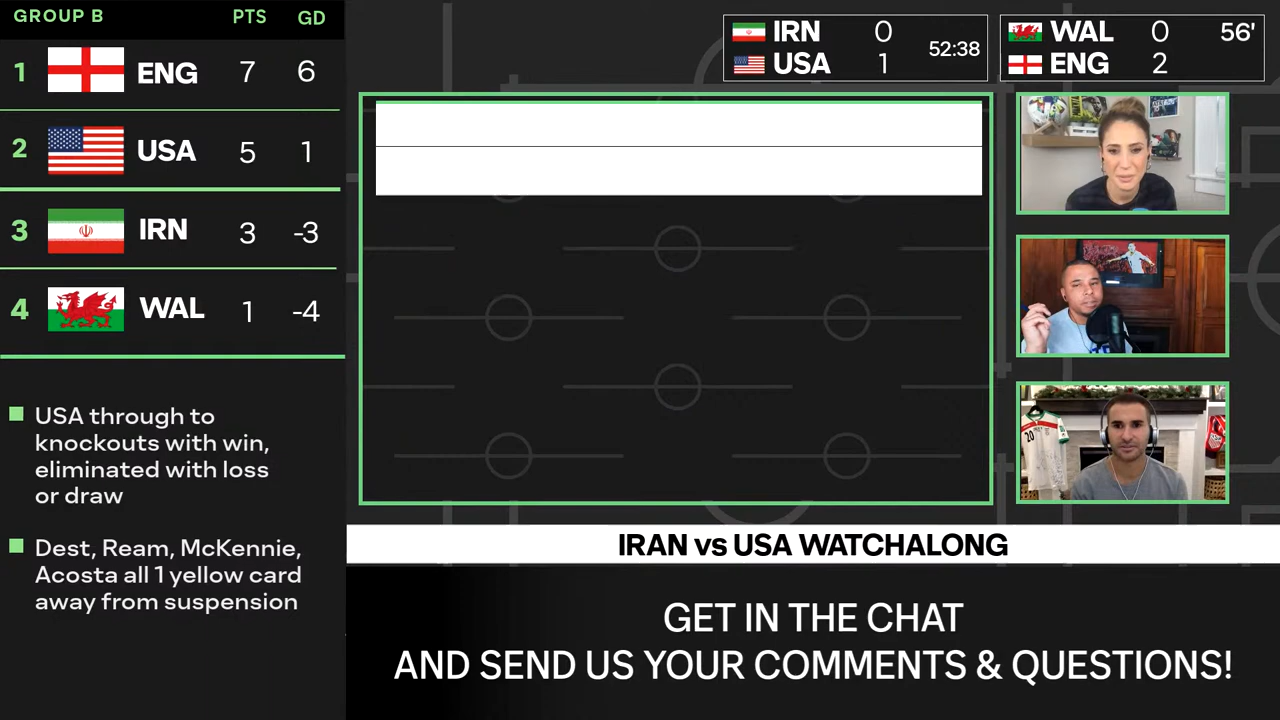 GROUP B PTS GD
1 ENG 7 6
2 USA 5 1
3 IRN 3 -3
4 WAL 1 -4
USA through to
knockouts with win,
eliminated with loss
or draw
Dest, Ream, McKennie,
Acosta all 1 yellow card
away from suspension
IRN 0
USA 1
52:38
WAL 0 56'
ENG 2
20
IRAN vs USA WATCHALONG
GET IN THE CHAT
AND SEND US YOUR COMMENTS & QUESTIONS!